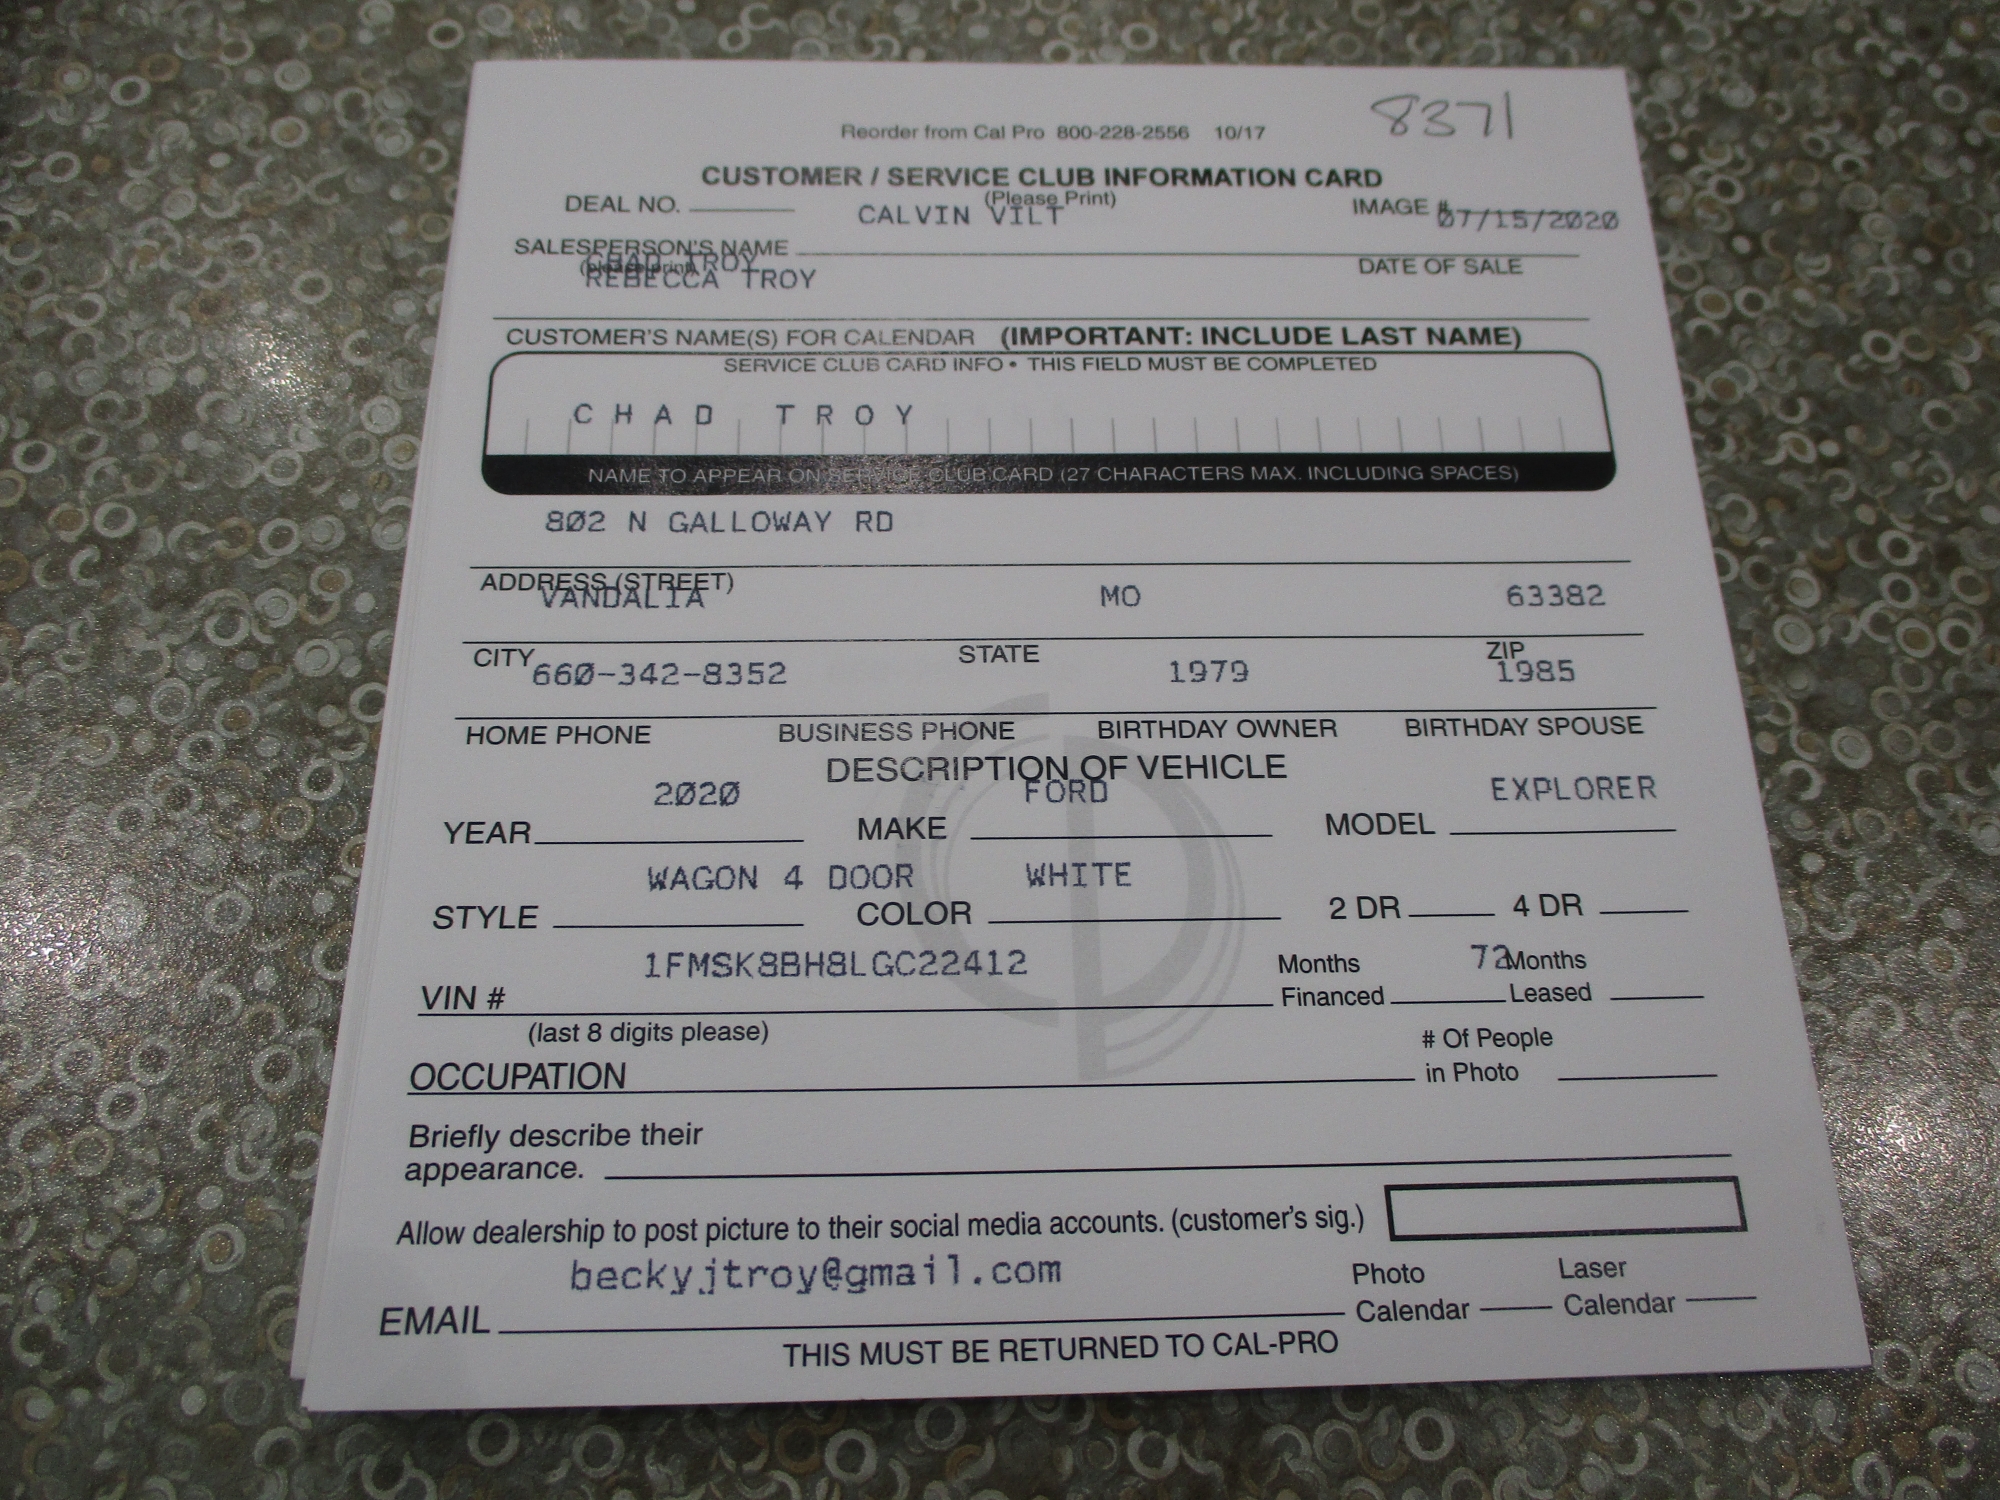 8371
Reorder from Cal Pro 800-228-2556 10/17
CUSTOMER / SERVICE CLUB INFORMATION CARD
(Please Print)
DEAL NO. CALVIN VILT IMAGE # 07/15/2020
SALESPERSON'S NAME
(please print) CHAD TROY DATE OF SALE
REBECCA TROY
CUSTOMER'S NAME(S) FOR CALENDAR (IMPORTANT: INCLUDE LAST NAME)
SERVICE CLUB CARD INFO • THIS FIELD MUST BE COMPLETED
CHAD TROY
NAME TO APPEAR ON SERVICE CLUB CARD (27 CHARACTERS MAX. INCLUDING SPACES)
802 N GALLOWAY RD
ADDRESS (STREET)
VANDALIA MO 63382
CITY STATE ZIP
660-342-8352 1979 1985
HOME PHONE BUSINESS PHONE BIRTHDAY OWNER BIRTHDAY SPOUSE
DESCRIPTION OF VEHICLE
2020 FORD EXPLORER
YEAR MAKE MODEL
WAGON 4 DOOR WHITE
STYLE COLOR 2 DR 4 DR
1FMSK8BH8LGC22412 Months 72 Months
VIN # Financed Leased
(last 8 digits please) # Of People
OCCUPATION in Photo
Briefly describe their
appearance.
Allow dealership to post picture to their social media accounts. (customer's sig.)
beckyjtroy@gmail.com Photo Laser
EMAIL Calendar Calendar
THIS MUST BE RETURNED TO CAL-PRO